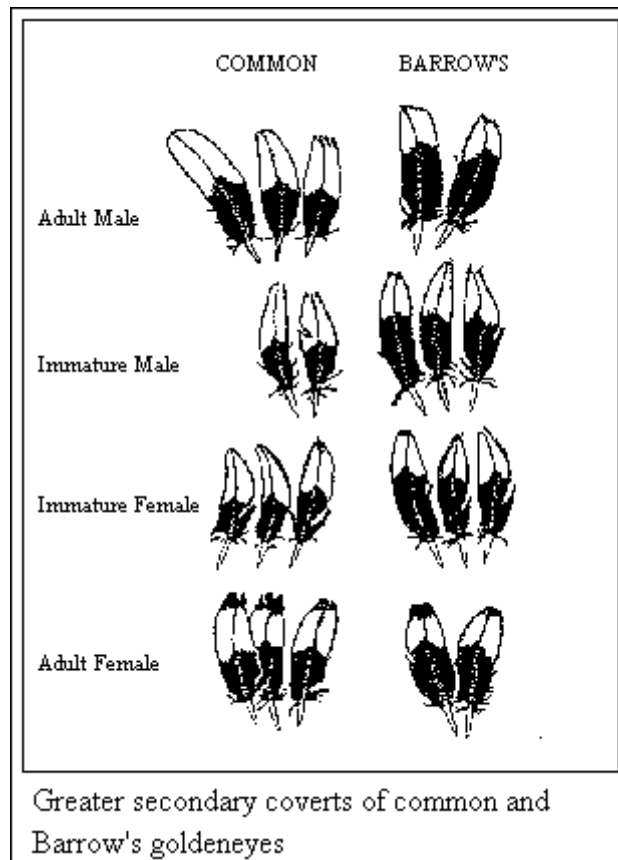 COMMON BARROW'S
Adult Male
Immature Male
Immature Female
Adult Female
Greater secondary coverts of common and
Barrow's goldeneyes